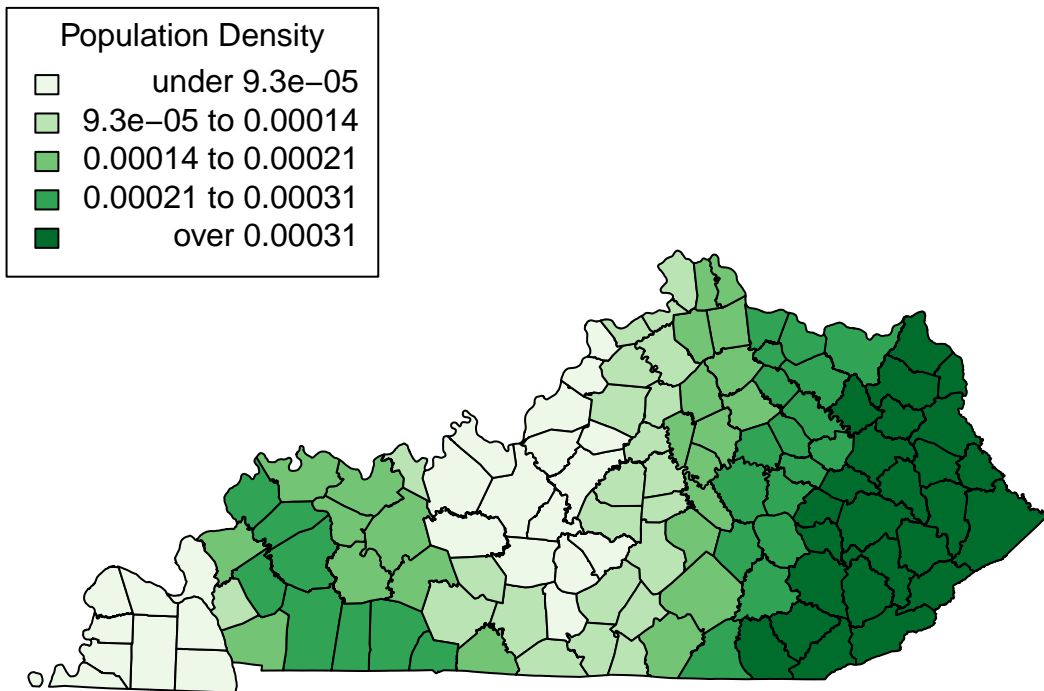 Population Density
under 9.3e−05
9.3e−05 to 0.00014
0.00014 to 0.00021
0.00021 to 0.00031
over 0.00031